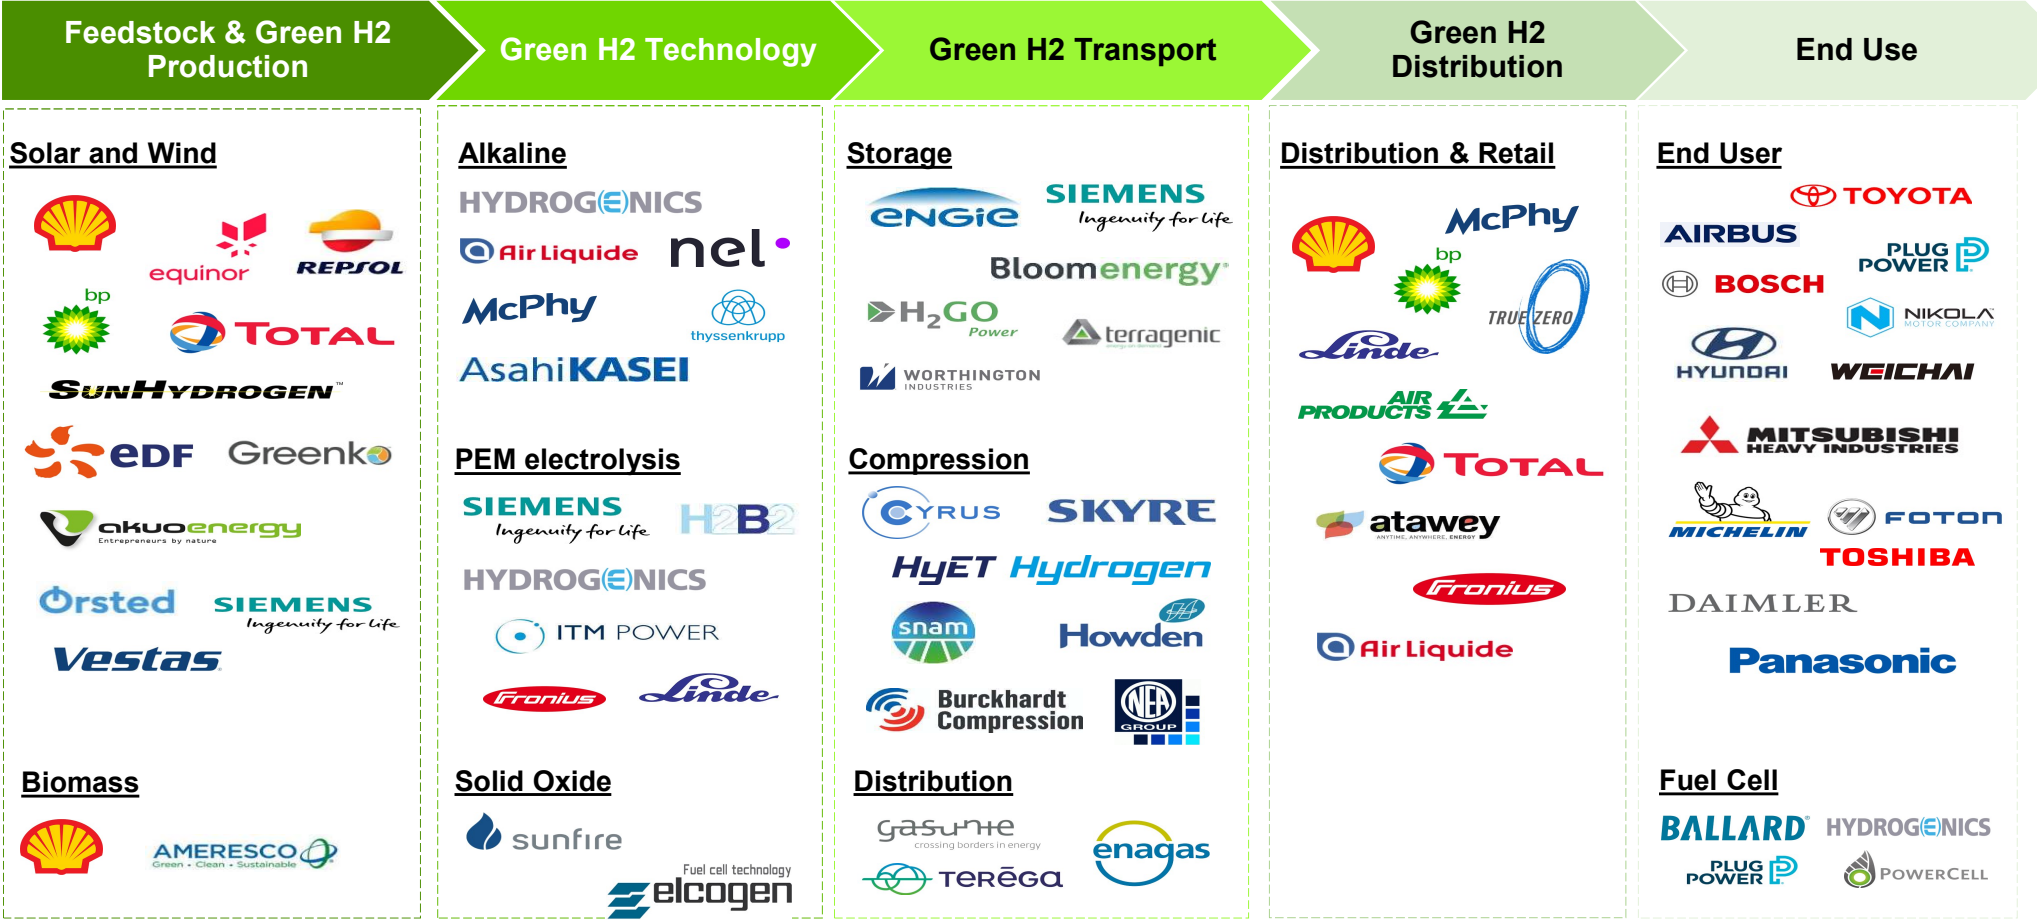 Feedstock & Green H2
Production
Green H2 Technology
Green H2 Transport
Green H2
Distribution
End Use
Solar and Wind
equinor
REPSOL
bp
TOTAL
SUNHYDROGEN™
eDF
Greenko
akuoenergy
Entrepreneurs by nature
Ørsted
SIEMENS
Ingenuity for life
Vestas
Biomass
AMERESCO
Green • Clean • Sustainable
Alkaline
HYDROGENICS
Air Liquide
nel
McPhy
thyssenkrupp
AsahiKASEI
PEM electrolysis
SIEMENS
Ingenuity for life
H2B2
HYDROGENICS
ITM POWER
Fronius
Linde
Solid Oxide
sunfire
Fuel cell technology
elcogen
Storage
ENGIE
SIEMENS
Ingenuity for life
Bloomenergy®
H2GO
Power
terragenic
WORTHINGTON
INDUSTRIES
Compression
CYRUS
SKYRE
HyET Hydrogen
snam
Howden
Burckhardt
Compression
NEA
GROUP
Distribution
gasunie
crossing borders in energy
enagas
TERĒGA
Distribution & Retail
McPhy
bp
TRUE ZERO
Linde
AIR
PRODUCTS
TOTAL
atawey
ANYTIME, ANYWHERE, ENERGY
Fronius
Air Liquide
End User
TOYOTA
AIRBUS
PLUG
POWER
BOSCH
NIKOLA
MOTOR COMPANY
HYUNDAI
WEICHAI
MITSUBISHI
HEAVY INDUSTRIES
MICHELIN
FOTON
TOSHIBA
DAIMLER
Panasonic
Fuel Cell
BALLARD®
HYDROGENICS
PLUG
POWER
POWERCELL